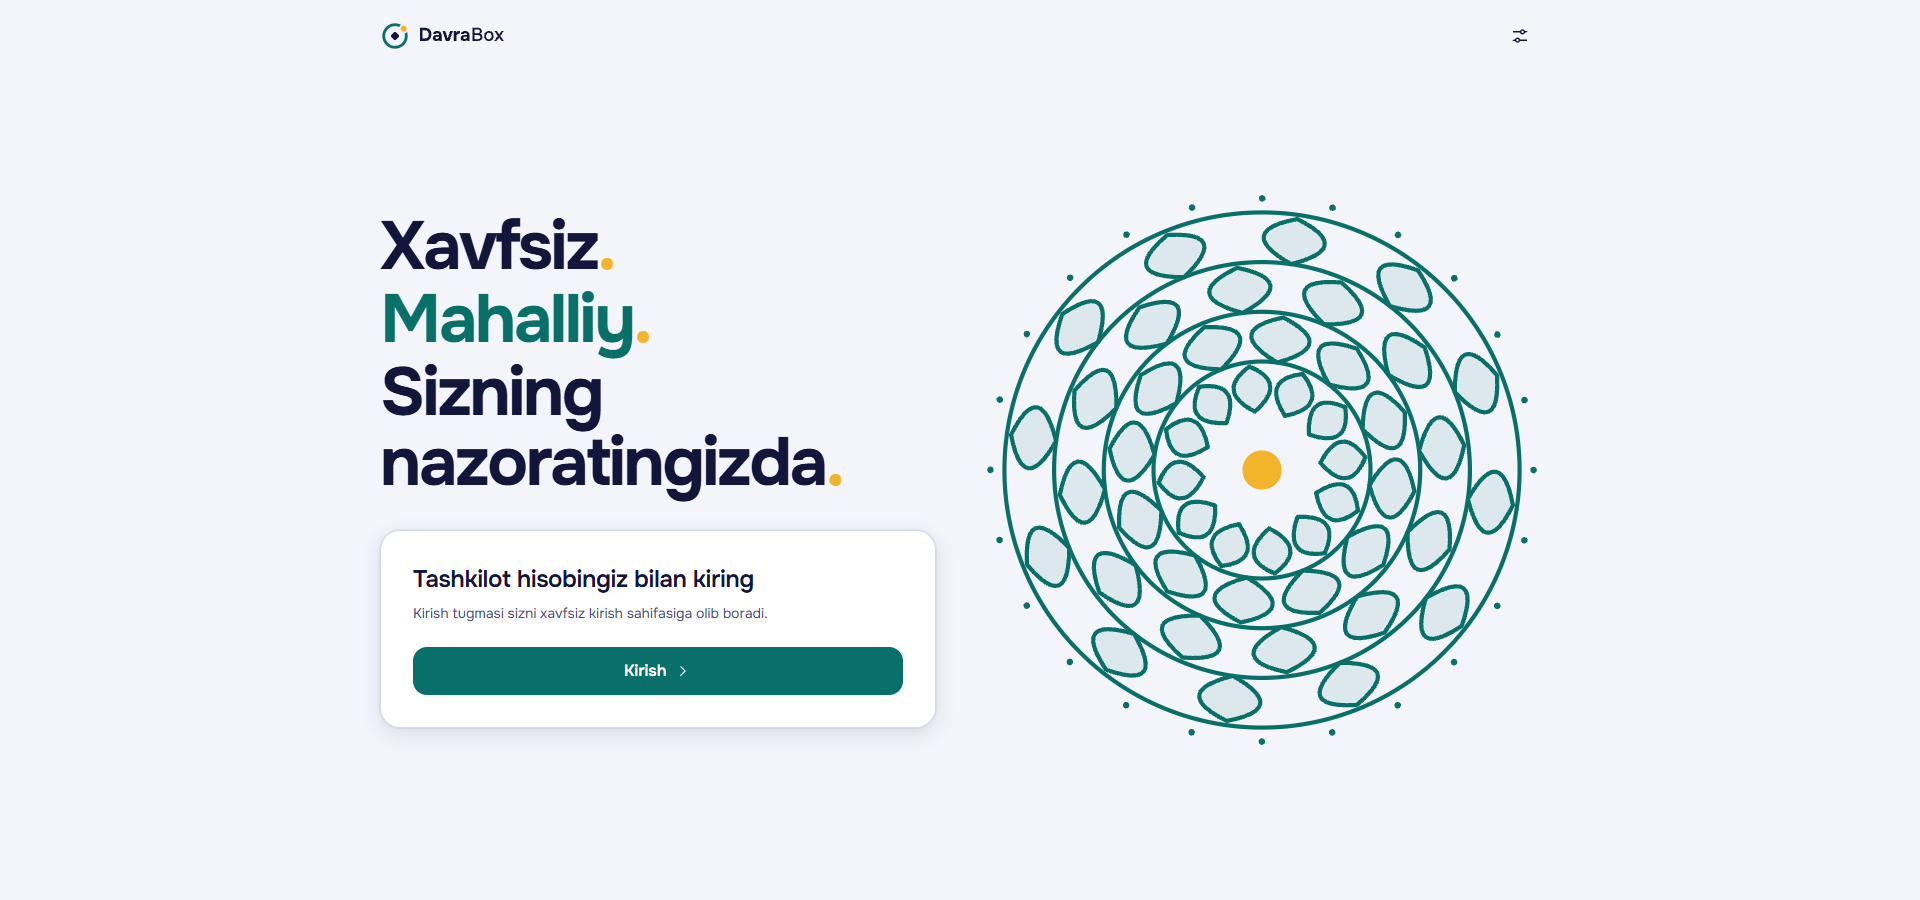 DavraBox
Xavfsiz.
Mahalliy.
Sizning
nazoratingizda.
Tashkilot hisobingiz bilan kiring
Kirish tugmasi sizni xavfsiz kirish sahifasiga olib boradi.
Kirish